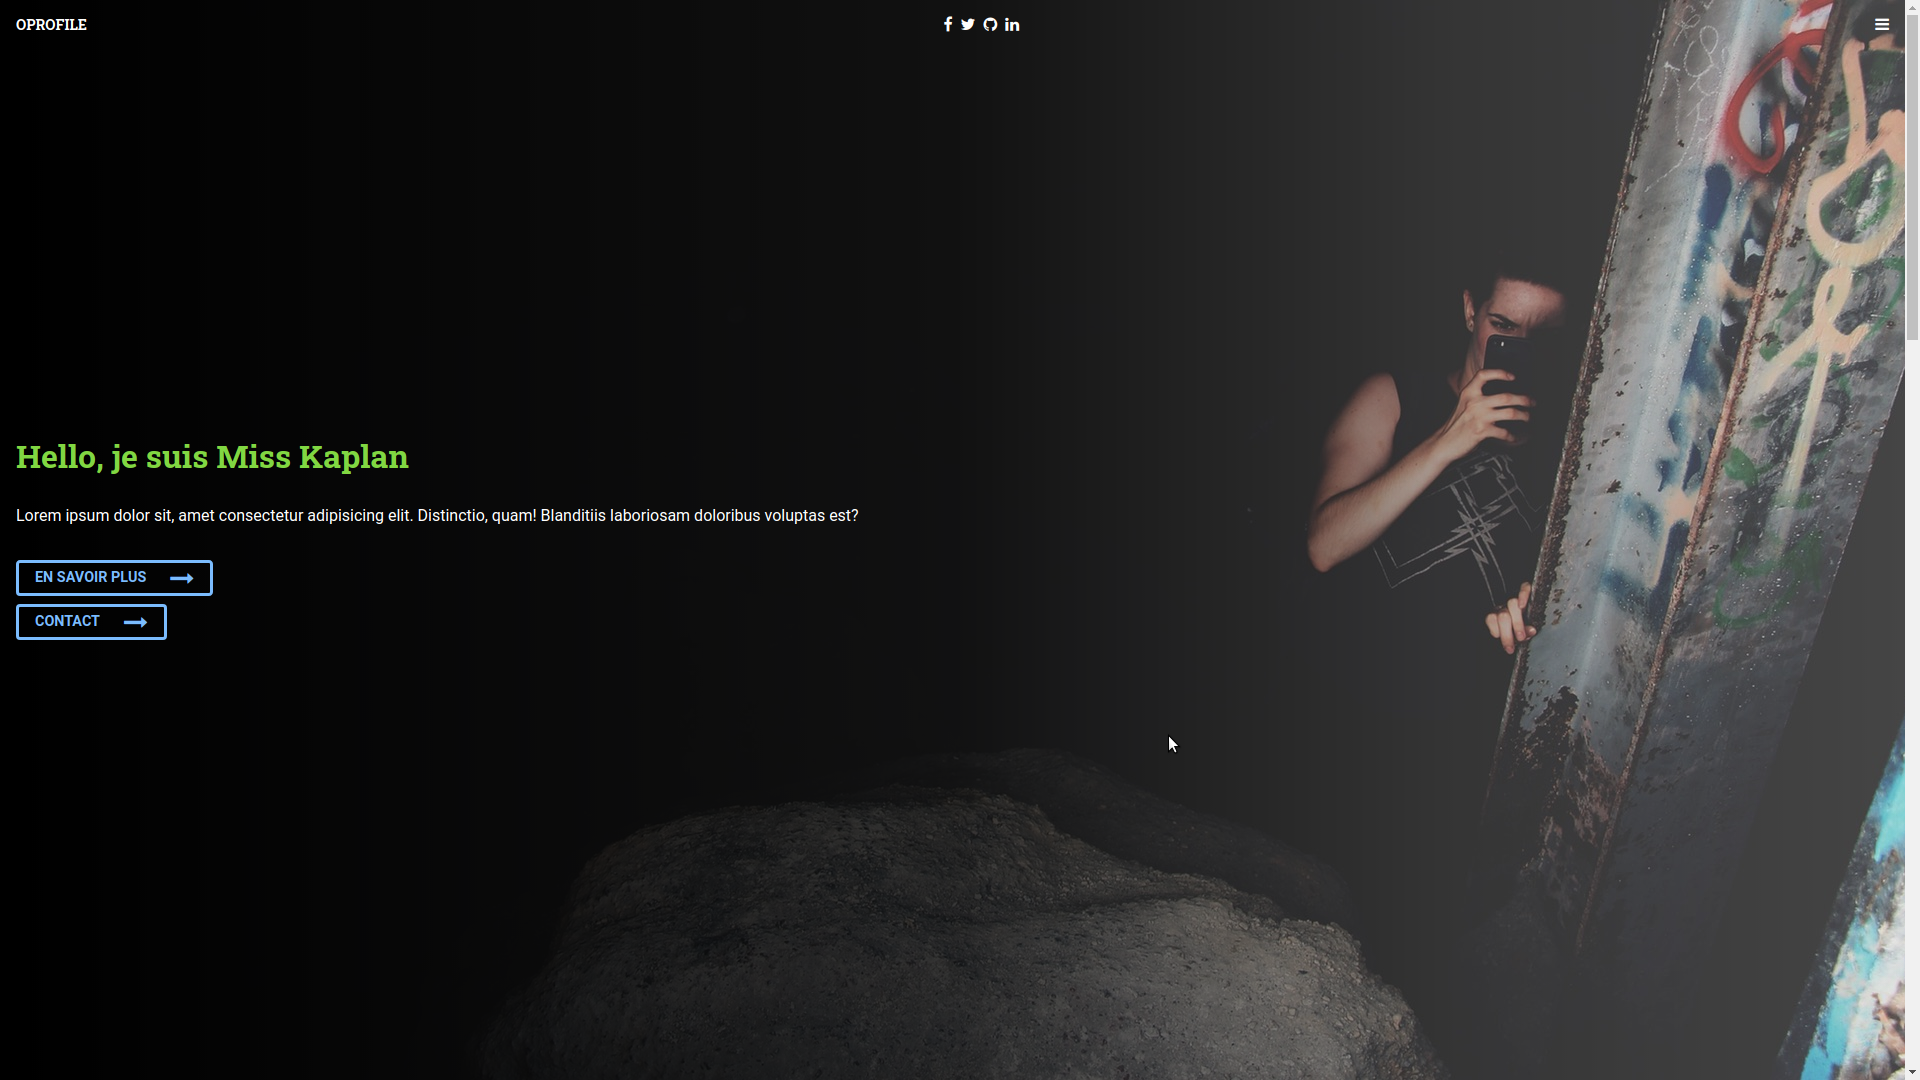 OPROFILE
Hello, je suis Miss Kaplan
Lorem ipsum dolor sit, amet consectetur adipisicing elit. Distinctio, quam! Blanditiis laboriosam doloribus voluptas est?
EN SAVOIR PLUS
CONTACT